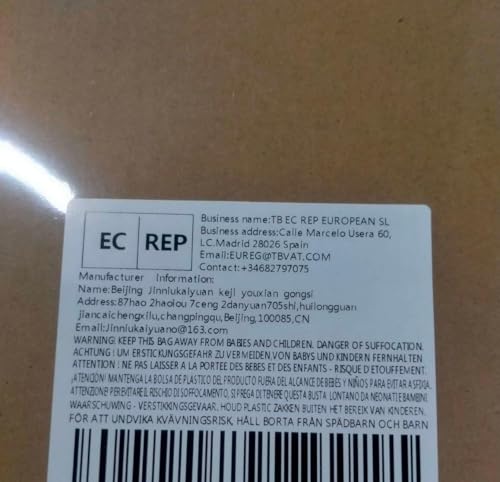 EC REP
Business name:TB EC REP EUROPEAN SL
Business address:Calle Marcelo Usera 60,
LC.Madrid 28026 Spain
Email:EUREG@TBVAT.COM
Contact:+34682797075
Manufacturer Information:
Name:Beijing Jinniukaiyuan keji youxian gongsi
Address:87hao 2haolou 7ceng 2danyuan705shi,huilongguan
jiancaichengxilu,changpingqu,Beijing,100085,CN
Email:Jinniukaiyuano@163.com
WARNING! KEEP THIS BAG AWAY FROM BABIES AND CHILDREN. DANGER OF SUFFOCATION.
ACHTUNG : UM ERSTICKUNGSGEFAHR ZU VERMEIDEN,VON BABYS UND KINDERN FERNHALTEN
ATTENTION : NE PAS LAISSER A LA PORTEE DES BEBES ET DES ENFANTS - RISQUE D'ETOUFFEMENT.
¡ATENCIÓN! MANTENGA LA BOLSA DE PLÁSTICO DEL PRODUCTO FUERA DEL ALCANCE DE BEBÉS Y NIÑOS PARA EVITAR ASFIXIA.
ATTENZIONE! PER EVITARE IL RISCHIO DI SOFFOCAMENTO, SI PREGA DI TENERE QUESTA BUSTA LONTANO DA NEONATI E BAMBINI
WAARSCHUWING - VERSTIKKINGSGEVAAR, HOUD PLASTIC ZAKKEN BUITEN HET BEREIK VAN KINDEREN.
FÖR ATT UNDVIKA KVÄVNINGSRISK, HÅLL BORTA FRÅN SPÄDBARN OCH BARN